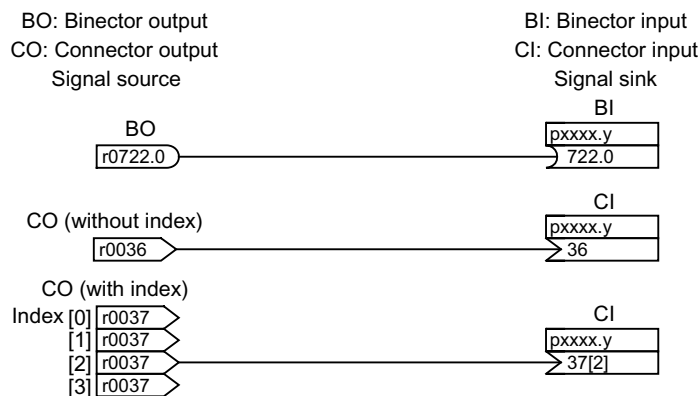 BO: Binector output
CO: Connector output
Signal source
BI: Binector input
CI: Connector input
Signal sink
BO
r0722.0
BI
pxxxx.y
722.0
CO (without index)
r0036
CI
pxxxx.y
36
CO (with index)
Index [0] r0037
[1] r0037
[2] r0037
[3] r0037
CI
pxxxx.y
37[2]